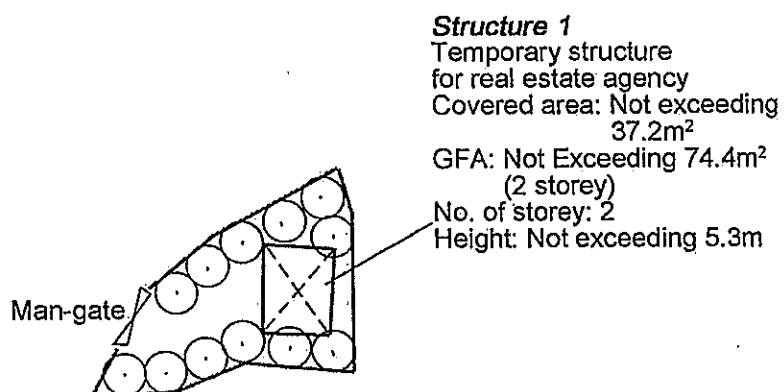 Structure 1
Temporary structure
for real estate agency
Covered area: Not exceeding
37.2m²
GFA: Not Exceeding 74.4m²
(2 storey)
No. of storey: 2
Height: Not exceeding 5.3m
Man-gate